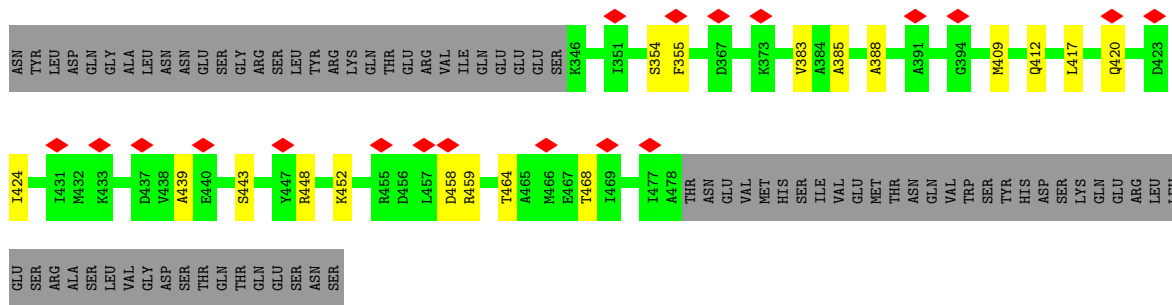 ASN TYR LEU ASP ASP GLN GLY ALA LEU ASN ASN GLU SER GLY ARG SER LEU TYR ARG LYS GLN THR GLU ARG VAL ILE GLN GLU GLU GLU SER K346 I351 S354 F355 D367 K373 V383 A384 A385 A388 A391 G394 M409 Q412 L417 Q420 D423
I424 I431 M432 K433 D437 V438 A439 E440 S443 Y447 R448 K452 R455 D456 L457 D458 R459 T464 A465 M466 E467 T468 I469 I477 A478 THR ASN GLU VAL MET HIS SER ILE VAL GLU MET THR ASN GLN VAL TRP SER TYR HIS ASP SER LYS GLN GLU ARG LEU LEU
GLU SER ARG ALA SER LEU VAL GLY ASP SER THR GLN THR GLN GLU SER ASN SER